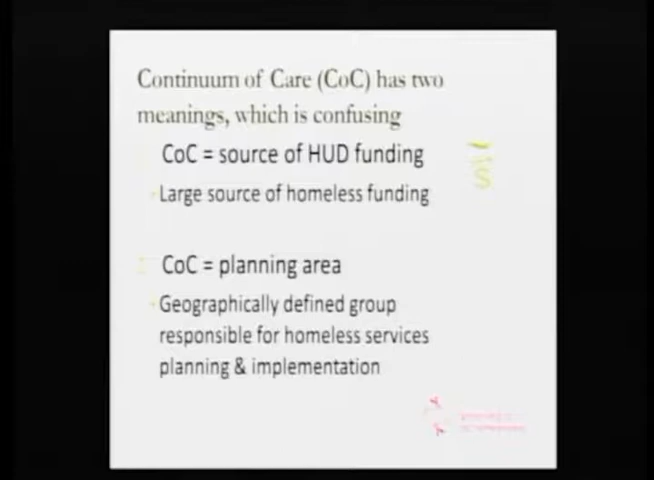 Continuum of Care (CoC) has two
meanings, which is confusing
CoC = source of HUD funding
Large source of homeless funding
CoC = planning area
Geographically defined group
responsible for homeless services
planning & implementation